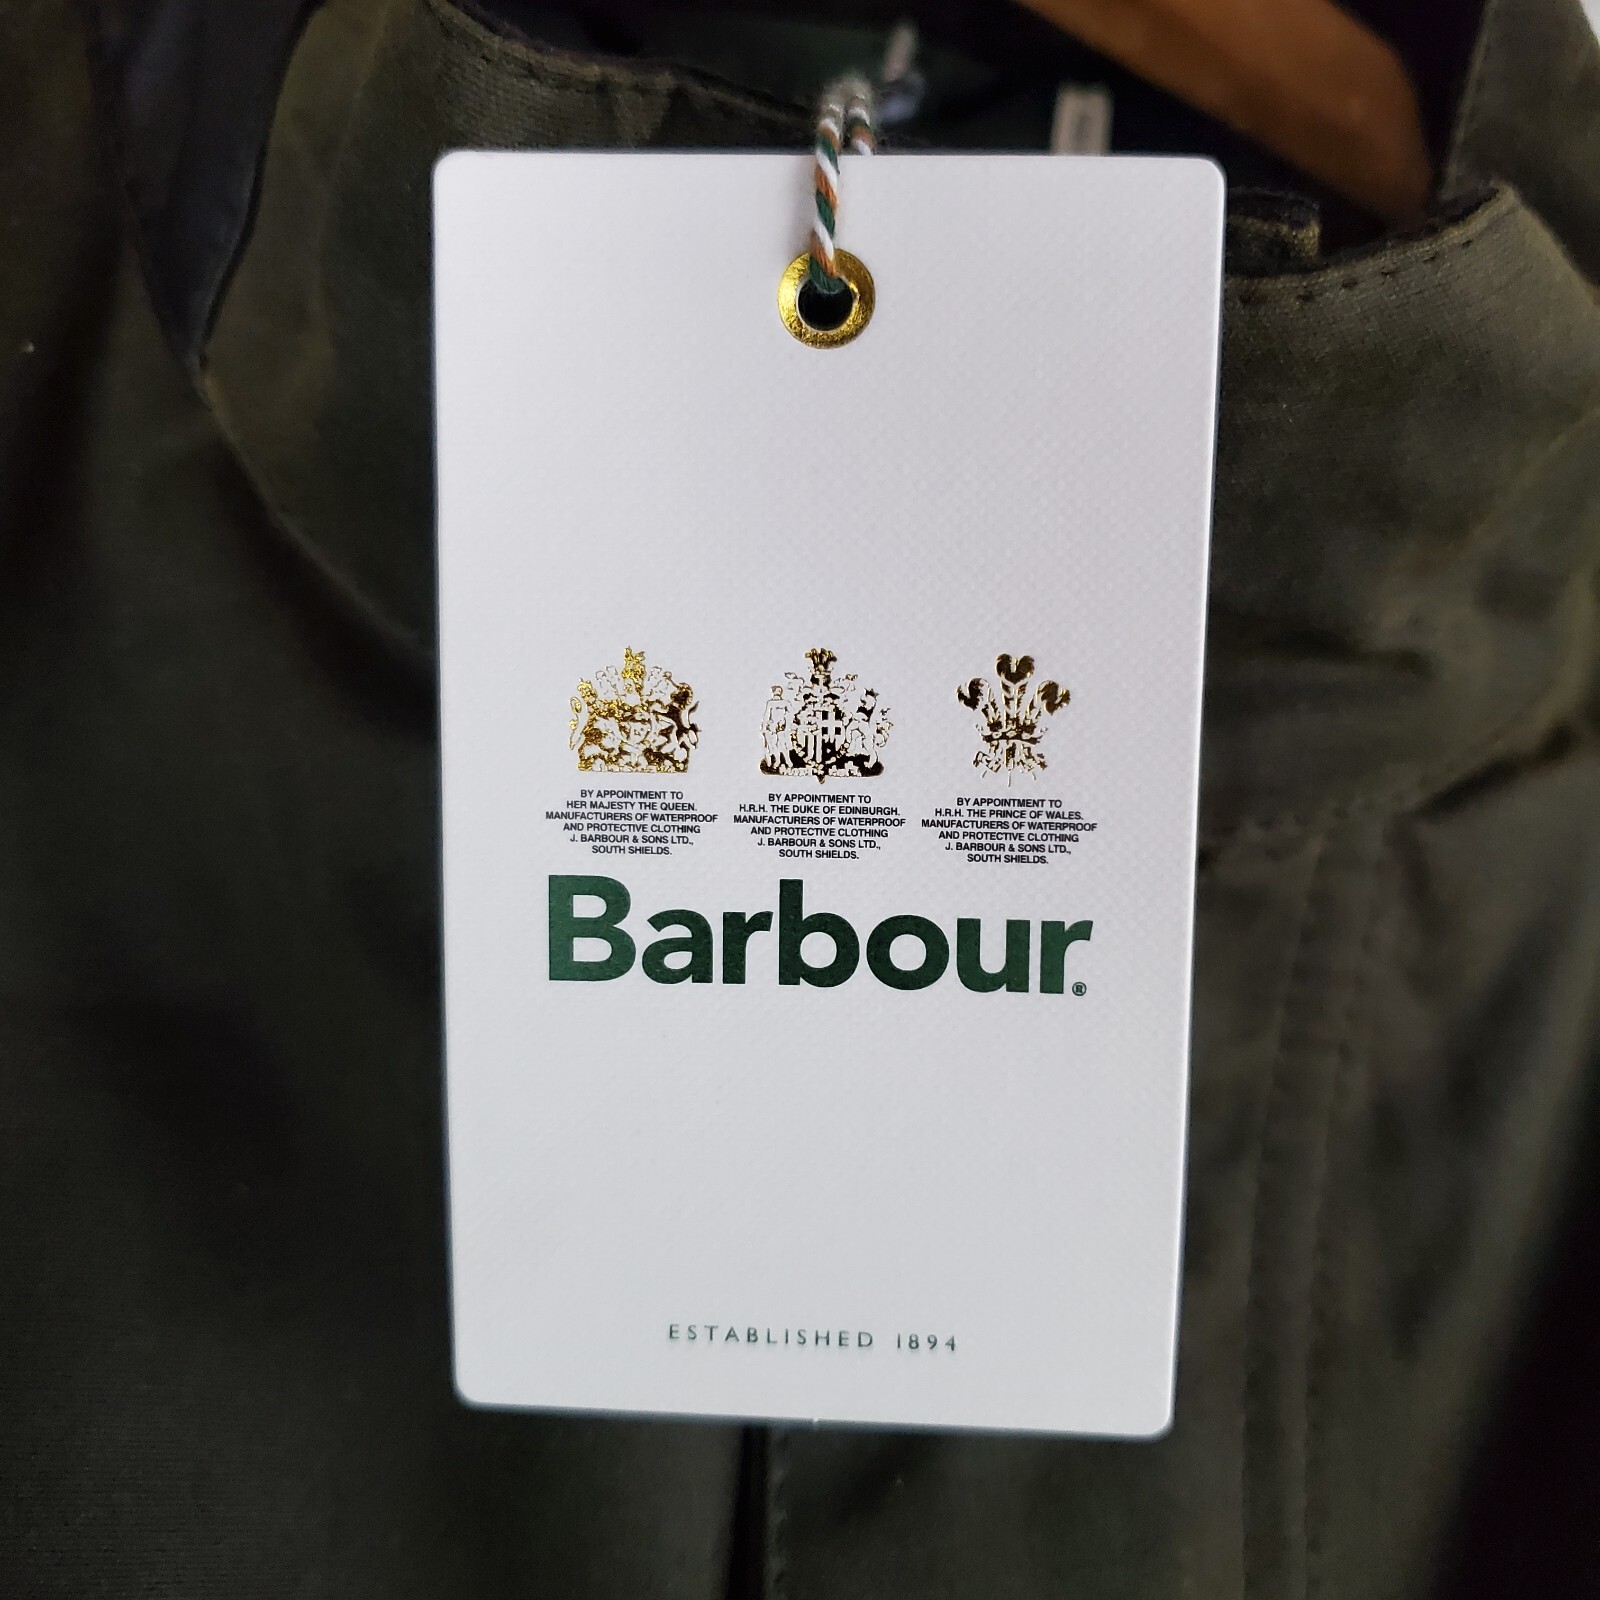 BY APPOINTMENT TO
HER MAJESTY THE QUEEN.
MANUFACTURERS OF WATERPROOF
AND PROTECTIVE CLOTHING
J. BARBOUR & SONS LTD.,
SOUTH SHIELDS.
BY APPOINTMENT TO
H.R.H. THE DUKE OF EDINBURGH.
MANUFACTURERS OF WATERPROOF
AND PROTECTIVE CLOTHING
J. BARBOUR & SONS LTD.,
SOUTH SHIELDS.
BY APPOINTMENT TO
H.R.H. THE PRINCE OF WALES.
MANUFACTURERS OF WATERPROOF
AND PROTECTIVE CLOTHING
J. BARBOUR & SONS LTD.,
SOUTH SHIELDS.
Barbour®
ESTABLISHED 1894